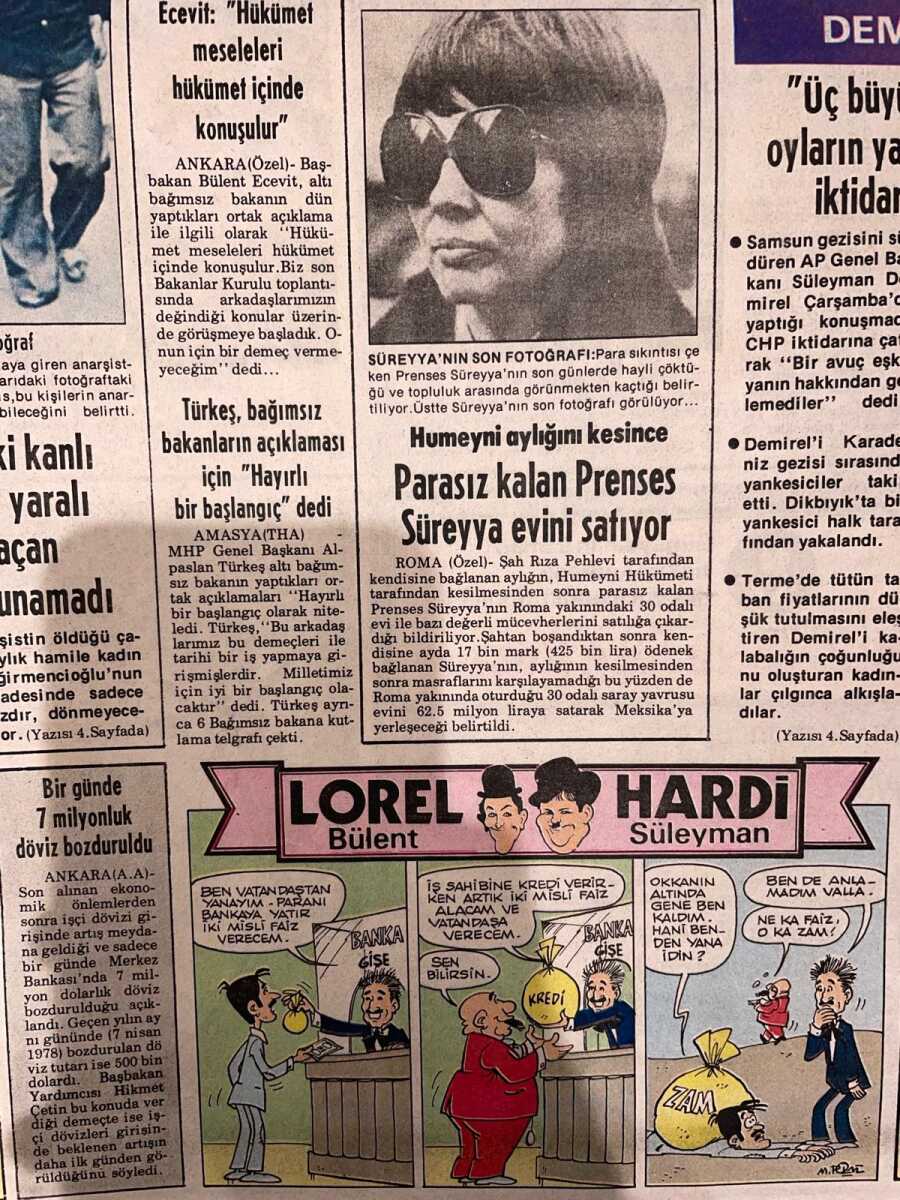 oğraf
aya giren anarşist-
arıdaki fotoğraftaki
s,bu kişilerin anar-
bileceğini belirtti.
ki kanlı
yaralı
açan
unamadı
şistin öldüğü ça-
ylık hamile kadın
ğirmencioğlu'nun
adesinde sadece
zdır, dönmeyece-
or. (Yazısı 4.Sayfada)
Ecevit: "Hükümet
meseleleri
hükümet içinde
konuşulur"
ANKARA(Özel)- Baş-
bakan Bülent Ecevit, altı
bağımsız bakanın dün
yaptıkları ortak açıklama
ile ilgili olarak "Hükü-
met meseleleri hükümet
içinde konuşulur.Biz son
Bakanlar Kurulu toplantı-
sında arkadaşlarımızın
değindiği konular üzerin-
de görüşmeye başladık. O-
nun için bir demeç verme-
yeceğim" dedi...
Türkeş, bağımsız
bakanların açıklaması
için "Hayırlı
bir başlangıç" dedi
AMASYA(THA) -
MHP Genel Başkanı Al-
paslan Türkeş altı bağım-
sız bakanın yaptıkları or-
tak açıklamaları "Hayırlı
bir başlangıç olarak nite-
ledi. Türkeş,"Bu arkadaş
larımız bu demeçleri ile
tarihi bir iş yapmaya gi-
rişmişlerdir. Milletimiz
için iyi bir başlangıç ola-
caktır" dedi. Türkeş ayrı-
ca 6 Bağımsız bakana kut-
lama telgrafı çekti.
SÜREYYA'NIN SON FOTOĞRAFI:Para sıkıntısı çe
ken Prenses Süreyya'nın son günlerde hayli çöktü-
ğü ve topluluk arasında görünmekten kaçtığı belir-
tiliyor.Üstte Süreyya'nın son fotoğrafı görülüyor...
Humeyni aylığını kesince
Parasız kalan Prenses
Süreyya evini satıyor
ROMA (Özel)- Şah Rıza Pehlevi tarafından
kendisine bağlanan aylığın, Humeyni Hükümeti
tarafından kesilmesinden sonra parasız kalan
Prenses Süreyya'nın Roma yakınındaki 30 odalı
evi ile bazı değerli mücevherlerini satılığa çıkar-
dığı bildiriliyor.Şahtan boşandıktan sonra ken-
disine ayda 17 bin mark (425 bin lira) ödenek
bağlanan Süreyya'nın, aylığının kesilmesinden
sonra masraflarını karşılayamadığı bu yüzden de
Roma yakınında oturduğu 30 odalı saray yavrusu
evini 62.5 milyon liraya satarak Meksika'ya
yerleşeceği belirtildi.
DEM
"Üç büyü
oyların ya
iktidar
● Samsun gezisini sü
düren AP Genel Ba
kanı Süleyman De
mirel Çarşamba'd
yaptığı konuşmad
CHP iktidarına çat
rak "Bir avuç eşk
yanın hakkından ge
lemediler" dedi
● Demirel'i Karade
niz gezisi sırasınd
yankesiciler taki
etti. Dikbıyık'ta bi
yankesici halk tara
fından yakalandı.
● Terme'de tütün ta
ban fiyatlarının dü
şük tutulmasını eleş
tiren Demirel'i ka-
labalığın çoğunluğu
nu oluşturan kadın-
lar çılgınca alkışla-
dılar.
(Yazısı 4.Sayfada)
Bir günde
7 milyonluk
döviz bozduruldu
ANKARA(A.A)-
Son alınan ekono-
mik önlemlerden
sonra işçi dövizi gi-
rişinde artış meyda-
na geldiği ve sadece
bir günde Merkez
Bankası'nda 7 mil-
yon dolarlık döviz
bozdurulduğu açık-
landı. Geçen yılın ay
nı gününde (7 nisan
1978) bozdurulan dö
viz tutarı ise 500 bin
dolardı. Başbakan
Yardımcısı Hikmet
Çetin bu konuda ver
diği demeçte ise iş-
çi dövizleri girişin-
de beklenen artışın
daha ilk günden gö-
rüldüğünü söyledi.
LOREL HARDİ
Bülent Süleyman
BEN VATANDAŞTAN
YANAYIM - PARANI
BANKAYA YATIR
İKİ MİSLİ FAİZ
VERECEM.
BANKA
GİŞE
İŞ SAHİBİNE KREDİ VERİR-
KEN ARTIK İKİ MİSLİ FAİZ
ALACAM VE
VATANDAŞA
VERECEM.
SEN
BİLİRSİN.
BANKA
GİŞE
KREDİ
OKKANIN
ALTINDA
GENE BEN
KALDIM.
HANİ BEN-
DEN YANA
İDİN?
BEN DE ANLA-
MADIM VALLA.
NE KA FAİZ,
O KA ZAM!
ZAM